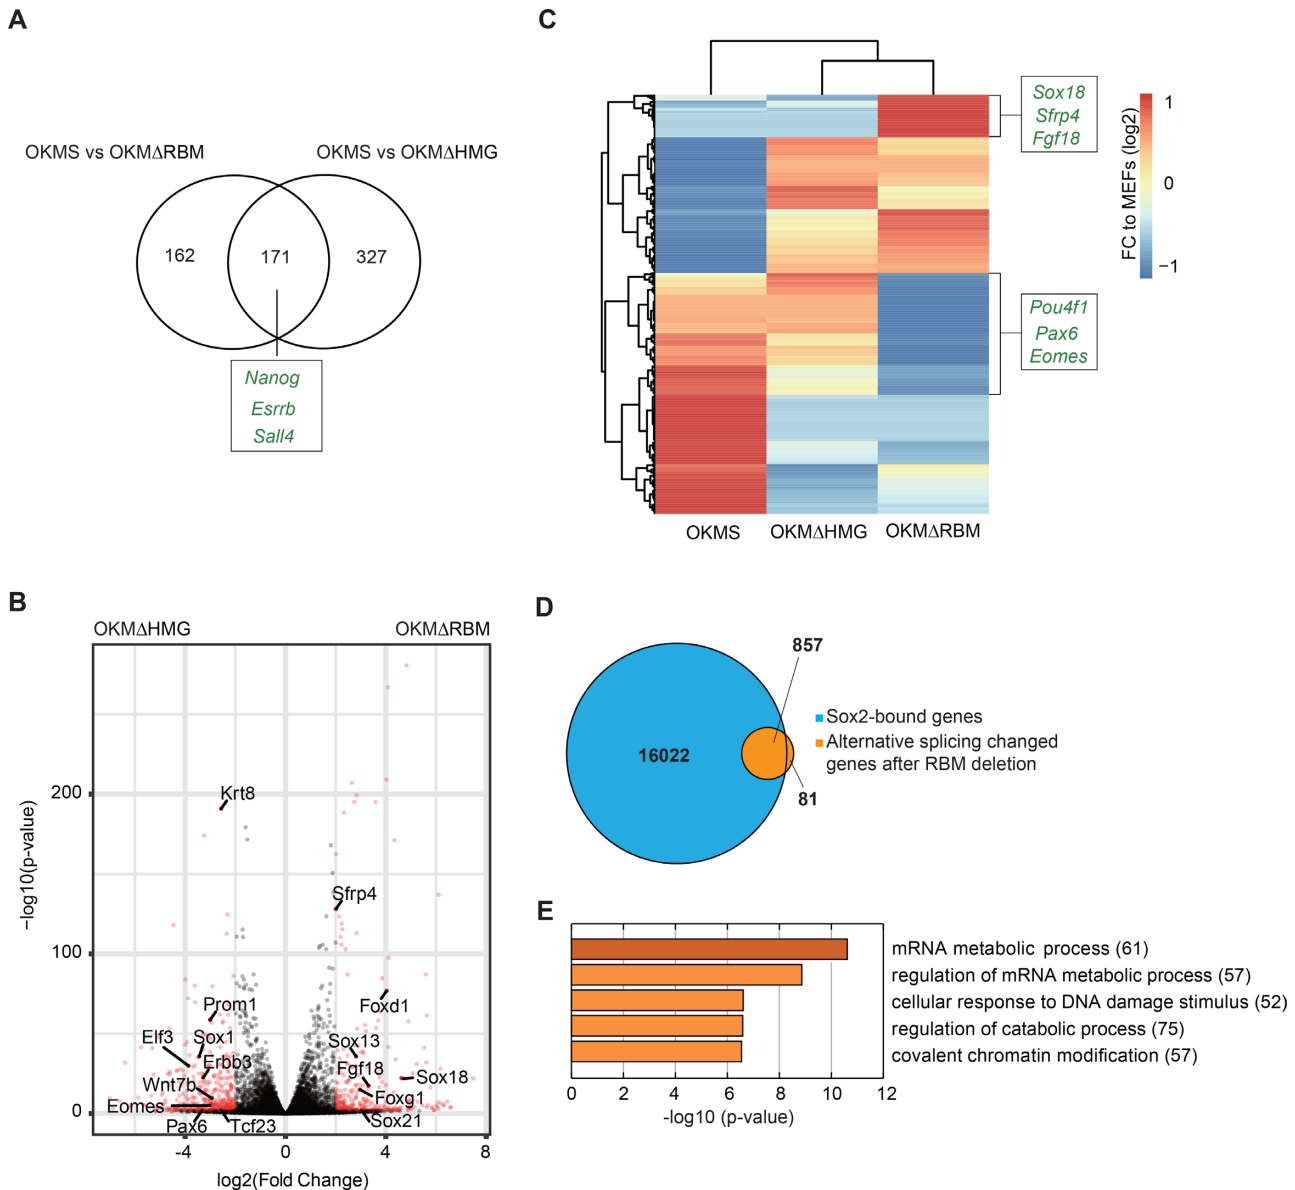 A
OKMS vs OKMΔRBM
OKMS vs OKMΔHMG
162
171
327
Nanog
Esrrb
Sall4
C
Sox18
Sfrp4
Fgf18
Pou4f1
Pax6
Eomes
FC to MEFs (log2)
1
0
−1
OKMS
OKMΔHMG
OKMΔRBM
B
OKMΔHMG
OKMΔRBM
−log10(p-value)
200
100
0
Krt8
Sfrp4
Foxd1
Prom1
Elf3
Sox1
Erbb3
Wnt7b
Eomes
Pax6
Tcf23
Sox13
Fgf18
Sox18
Foxg1
Sox21
-4
0
4
8
log2(Fold Change)
D
857
16022
81
Sox2-bound genes
Alternative splicing changed
genes after RBM deletion
E
mRNA metabolic process (61)
regulation of mRNA metabolic process (57)
cellular response to DNA damage stimulus (52)
regulation of catabolic process (75)
covalent chromatin modification (57)
0
2
4
6
8
10
12
-log10 (p-value)